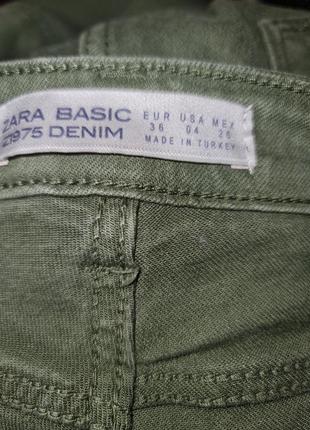 ZARA BASIC
Z1975 DENIM
EUR USA MEX
36 04 26
MADE IN TURKEY